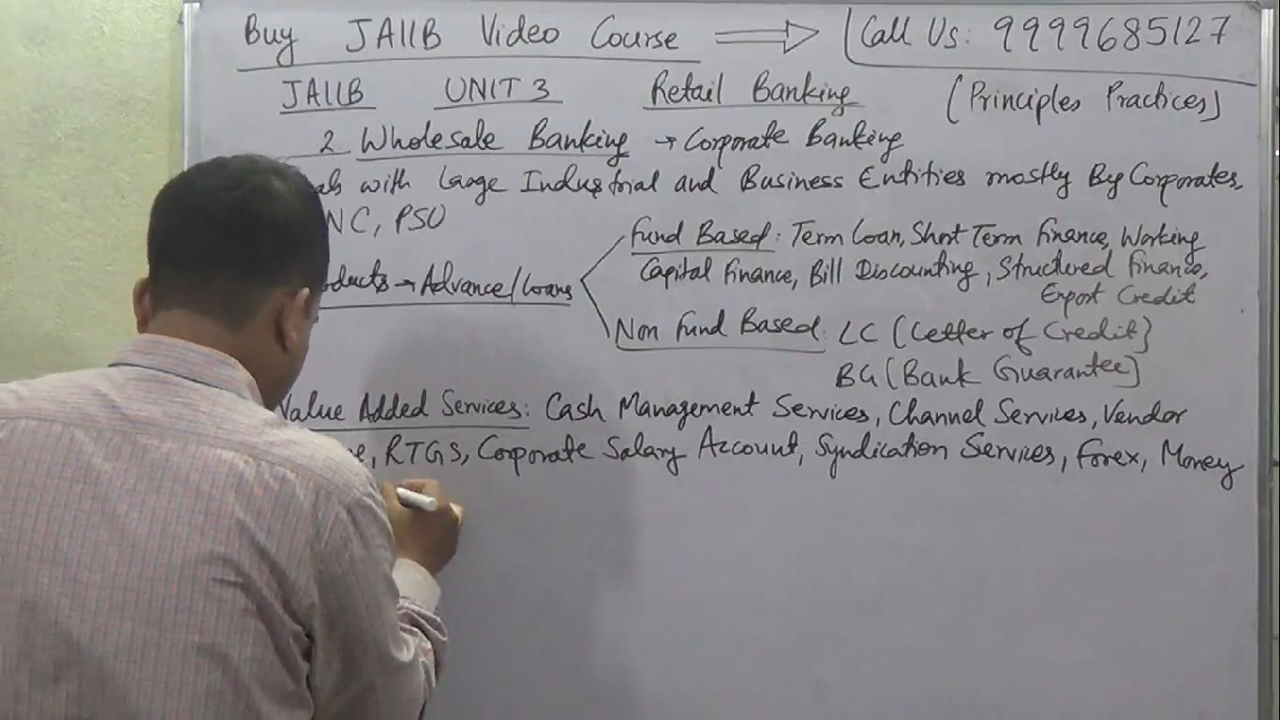 Buy JAIIB Video Course ⟹ Call Us: 9999685127
JAIIB UNIT 3 Retail Banking (Principles Practices)
2. Wholesale Banking → Corporate Banking
with Large Industrial and Business Entities mostly By Corporates,
NC, PSU
→ Advance/Loans
Fund Based: Term Loan, Short Term Finance, Working
Capital Finance, Bill Discounting, Structured Finance,
Export Credit
Non Fund Based: LC (Letter of Credit)
BG (Bank Guarantee)
Value Added Services: Cash Management Services, Channel Services, Vendor
, RTGS, Corporate Salary Account, Syndication Services, Forex, Money